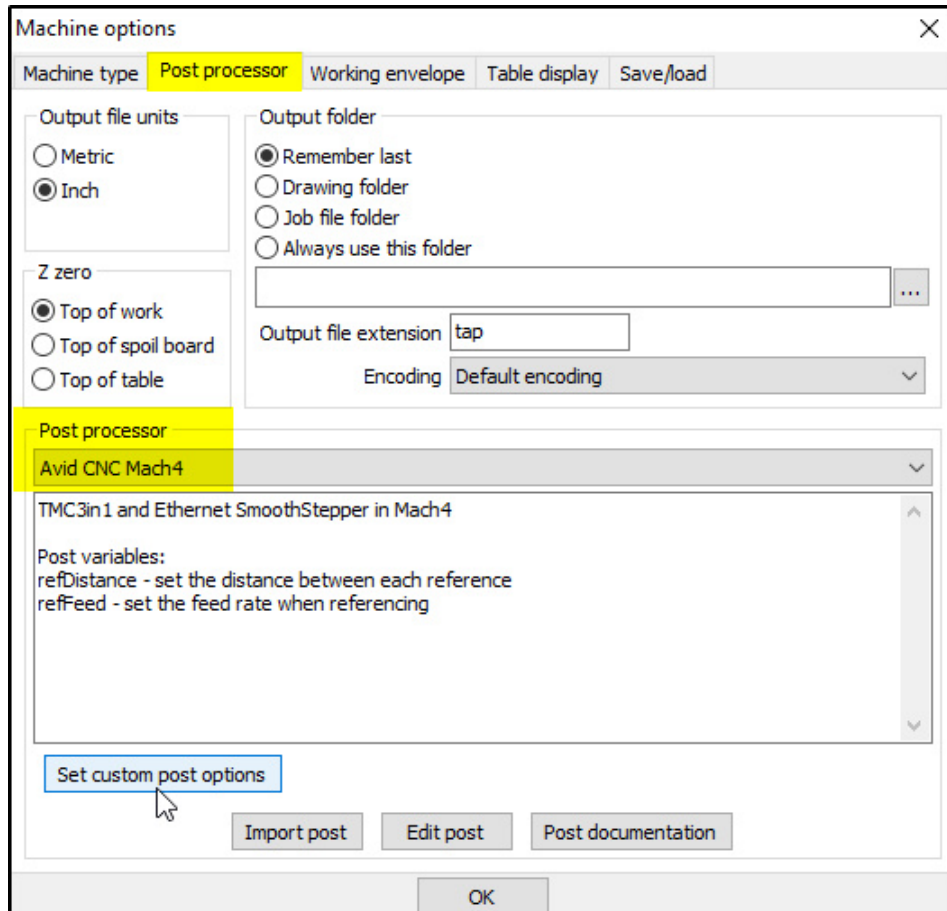 Machine options
Machine type Post processor Working envelope Table display Save/load
Output file units
Metric
Inch
Output folder
Remember last
Drawing folder
Job file folder
Always use this folder
...
Output file extension tap
Encoding Default encoding
Z zero
Top of work
Top of spoil board
Top of table
Post processor
Avid CNC Mach4
TMC3in1 and Ethernet SmoothStepper in Mach4
Post variables:
refDistance - set the distance between each reference
refFeed - set the feed rate when referencing
Set custom post options
Import post Edit post Post documentation
OK